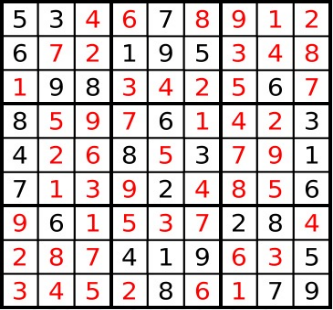 5 3 4 6 7 8 9 1 2
6 7 2 1 9 5 3 4 8
1 9 8 3 4 2 5 6 7
8 5 9 7 6 1 4 2 3
4 2 6 8 5 3 7 9 1
7 1 3 9 2 4 8 5 6
9 6 1 5 3 7 2 8 4
2 8 7 4 1 9 6 3 5
3 4 5 2 8 6 1 7 9